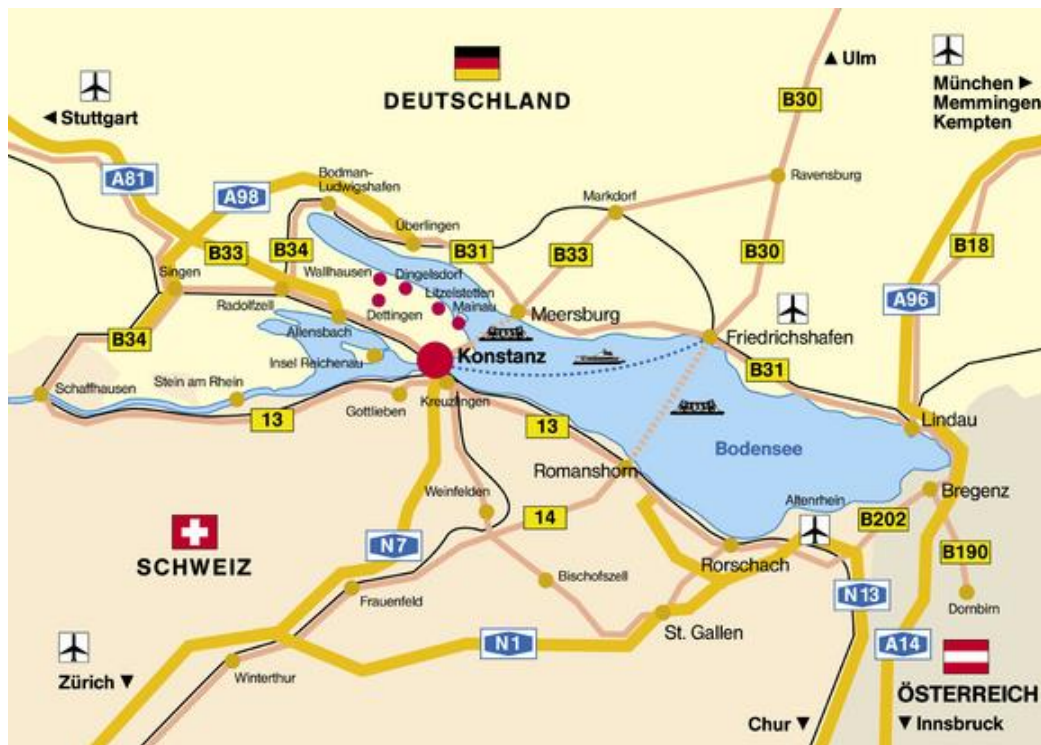 DEUTSCHLAND
Ulm
München
Memmingen
Kempten
Stuttgart
B30
A81
A98
Bodman-
Ludwigshafen
Markdorf
Ravensburg
Überlingen
B33
B34
B31
B33
B30
B18
Singen
Wallhausen
Dingelsdorf
Litzelstetten
Mainau
Radolfzell
Dettingen
A96
Meersburg
Allensbach
Friedrichshafen
B34
Insel Reichenau
Konstanz
B31
Schaffhausen
Stein am Rhein
Gottlieben
Kreuzlingen
13
13
Lindau
Bodensee
Romanshorn
Weinfelden
Altenrhein
Bregenz
14
B202
N7
SCHWEIZ
Rorschach
B190
Bischofszell
Frauenfeld
N13
Dornbirn
St. Gallen
N1
A14
Zürich
Winterthur
ÖSTERREICH
Chur
Innsbruck